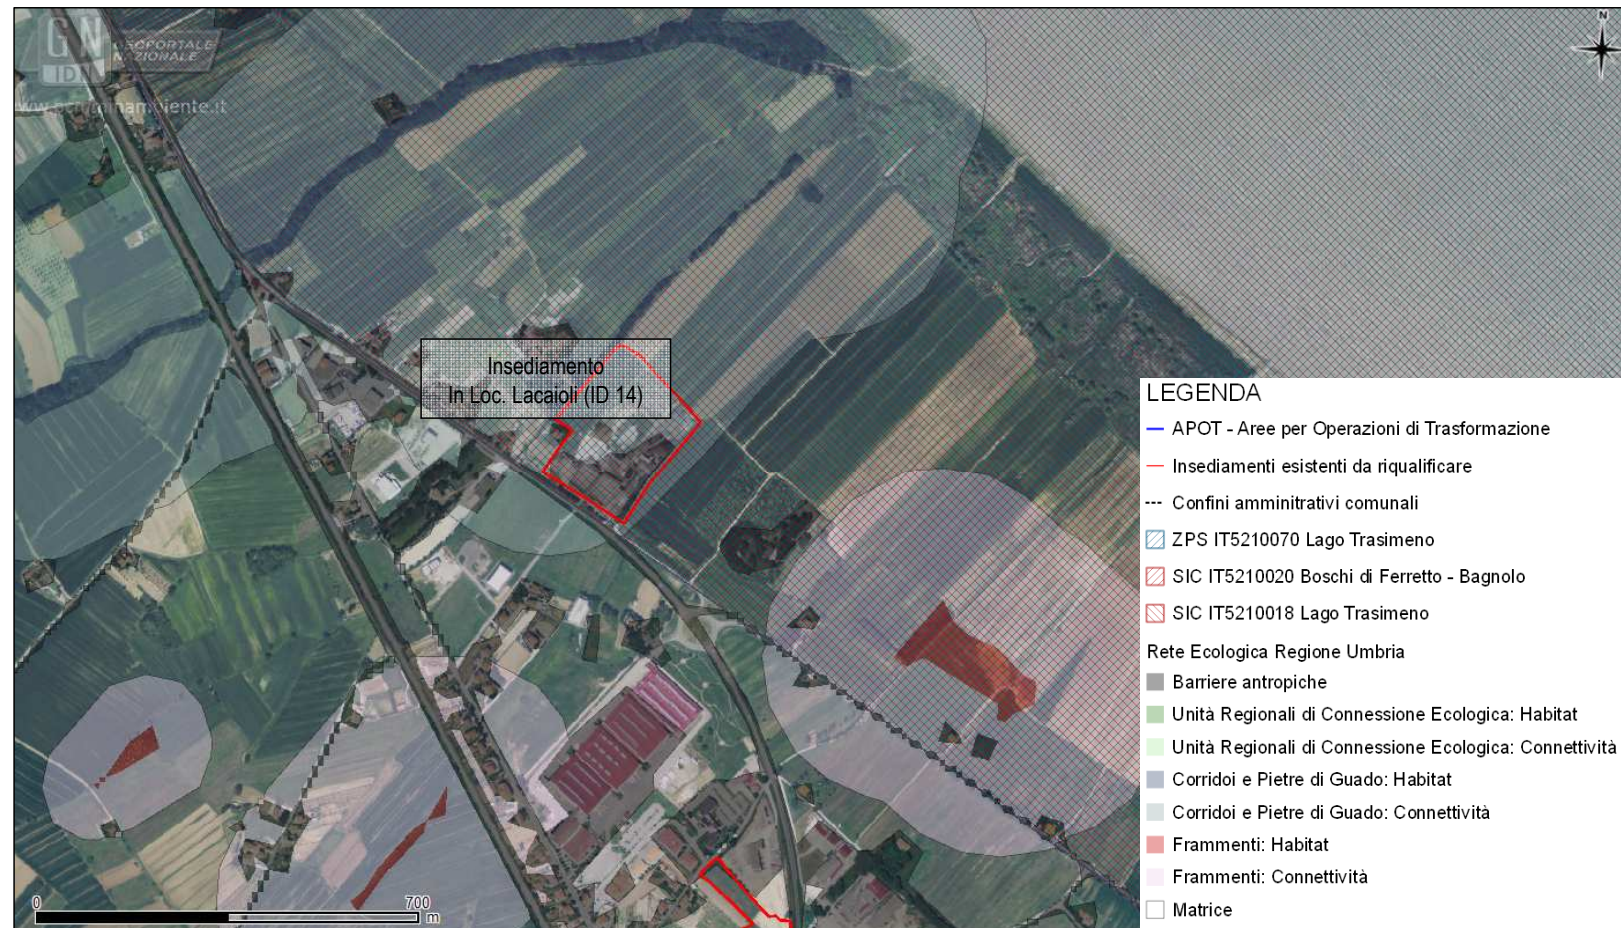 GN
GEOPORTALE
NAZIONALE
N
Insediamento
In Loc. Lacaioli (ID 14)
LEGENDA
APOT - Aree per Operazioni di Trasformazione
Insediamenti esistenti da riqualificare
Confini amminitrativi comunali
ZPS IT5210070 Lago Trasimeno
SIC IT5210020 Boschi di Ferretto - Bagnolo
SIC IT5210018 Lago Trasimeno
Rete Ecologica Regione Umbria
Barriere antropiche
Unità Regionali di Connessione Ecologica: Habitat
Unità Regionali di Connessione Ecologica: Connettività
Corridoi e Pietre di Guado: Habitat
Corridoi e Pietre di Guado: Connettività
Frammenti: Habitat
Frammenti: Connettività
Matrice
0 700
m